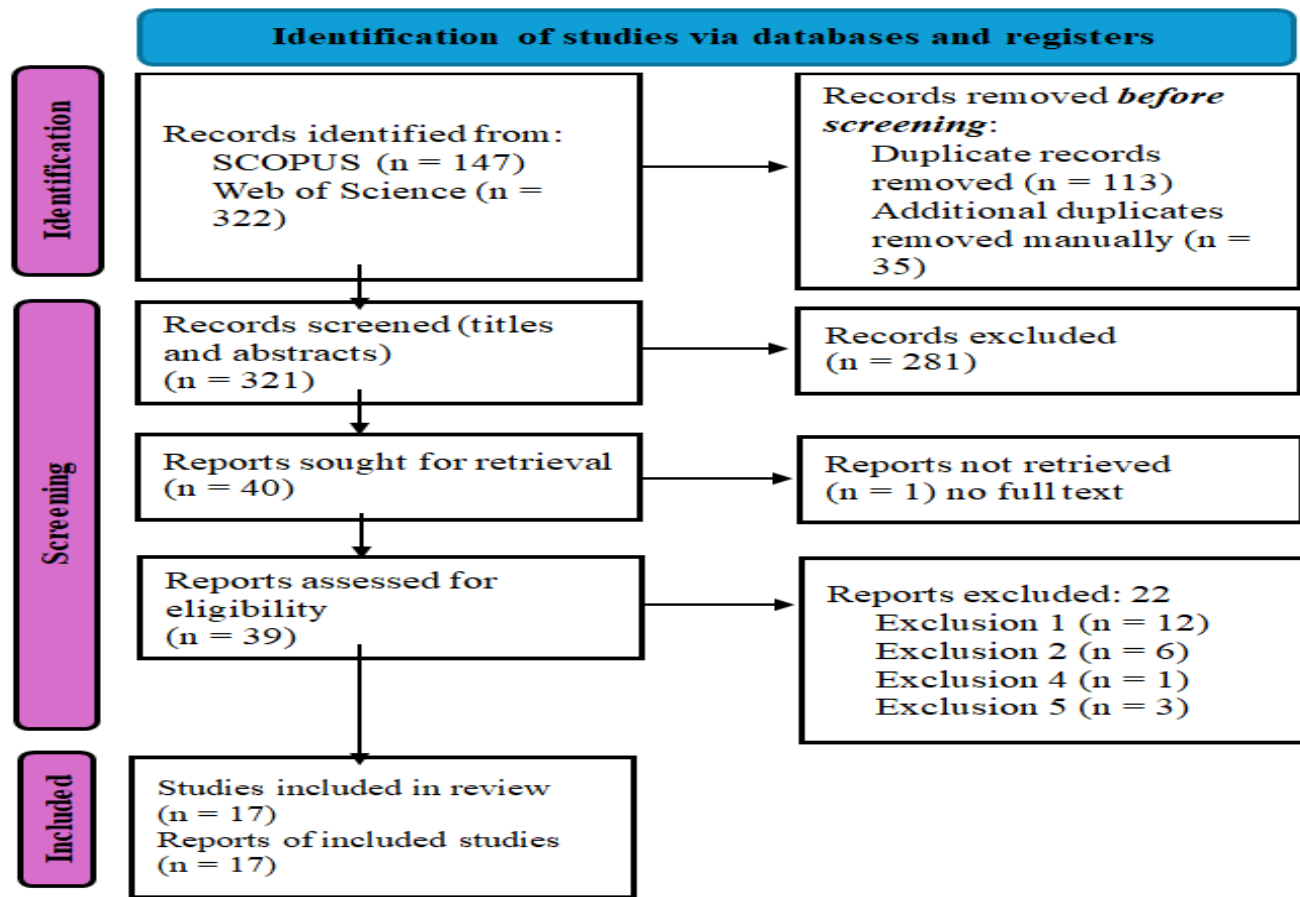 Identification of studies via databases and registers
Identification
Records identified from:
SCOPUS (n = 147)
Web of Science (n =
322)
Records removed before
screening:
Duplicate records
removed (n = 113)
Additional duplicates
removed manually (n =
35)
Screening
Records screened (titles
and abstracts)
(n = 321)
Records excluded
(n = 281)
Reports sought for retrieval
(n = 40)
Reports not retrieved
(n = 1) no full text
Reports assessed for
eligibility
(n = 39)
Reports excluded: 22
Exclusion 1 (n = 12)
Exclusion 2 (n = 6)
Exclusion 4 (n = 1)
Exclusion 5 (n = 3)
Included
Studies included in review
(n = 17)
Reports of included studies
(n = 17)